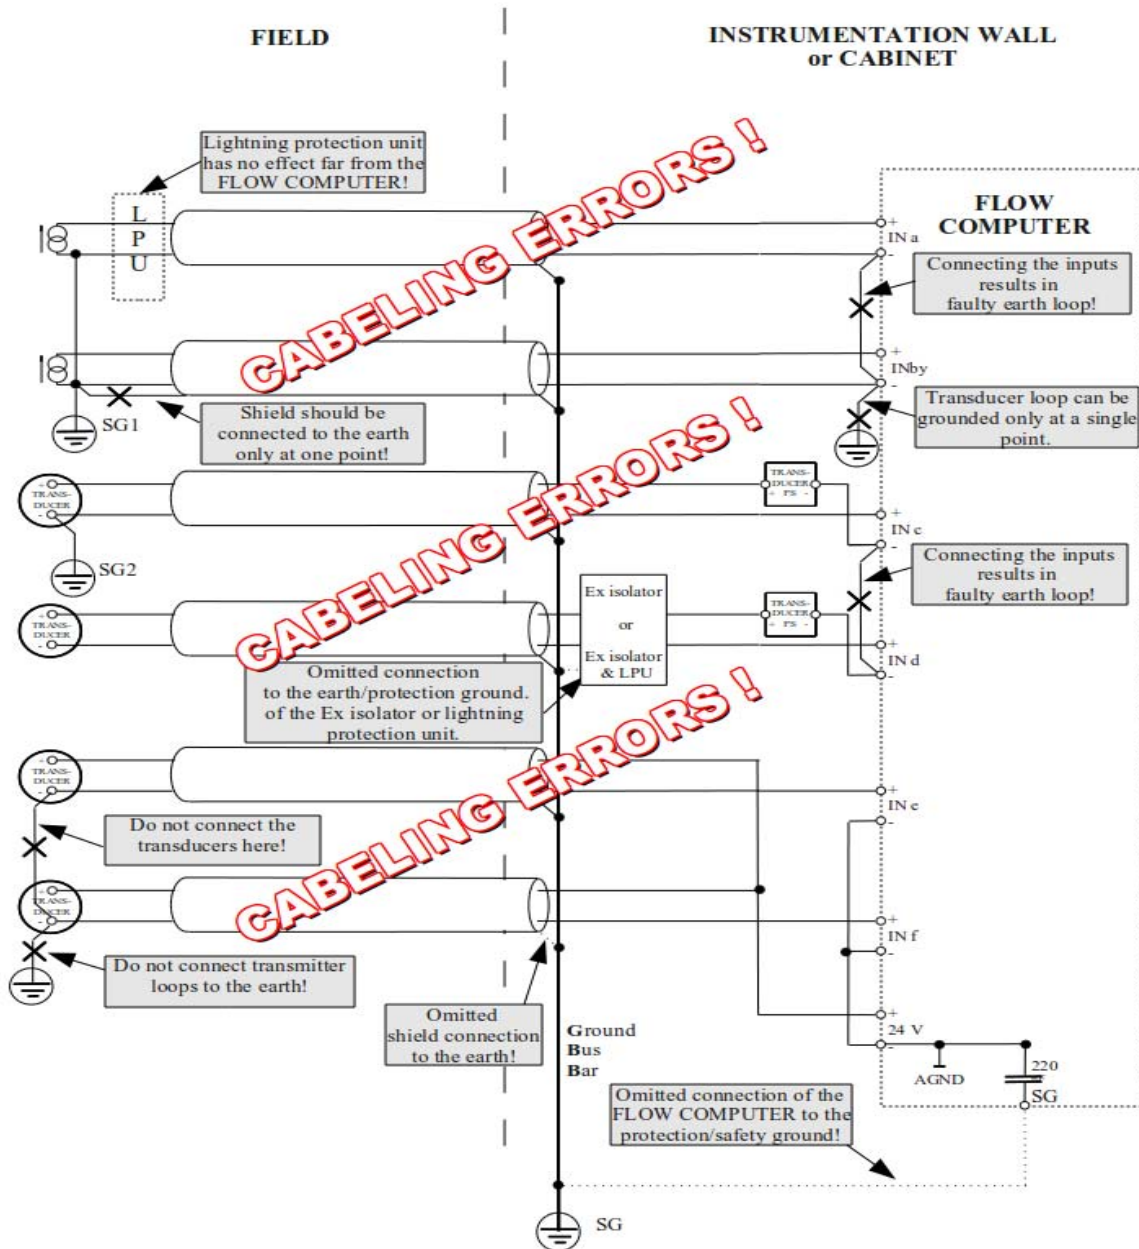 FIELD
INSTRUMENTATION WALL
or CABINET
Lightning protection unit
has no effect far from the
FLOW COMPUTER!
CABELING ERRORS !
L
P
U
FLOW
COMPUTER
+
IN a
-
Connecting the inputs
results in
faulty earth loop!
+
INby
-
SG1
Shield should be
connected to the earth
only at one point!
Transducer loop can be
grounded only at a single
point.
CABELING ERRORS !
+
TRANS-
DUCER
-
TRANS-
DUCER
+ PS -
+
IN c
-
SG2
Connecting the inputs
results in
faulty earth loop!
+
TRANS-
DUCER
-
Ex isolator
or
Ex isolator
& LPU
TRANS-
DUCER
+ PS -
+
IN d
-
Omitted connection
to the earth/protection ground.
of the Ex isolator or lightning
protection unit.
CABELING ERRORS !
+
TRANS-
DUCER
-
+
IN e
-
Do not connect the
transducers here!
+
TRANS-
DUCER
-
+
IN f
-
Do not connect transmitter
loops to the earth!
Omitted
shield connection
to the earth!
Ground
Bus
Bar
+
24 V
-
AGND
220
SG
Omitted connection of the
FLOW COMPUTER to the
protection/safety ground!
SG